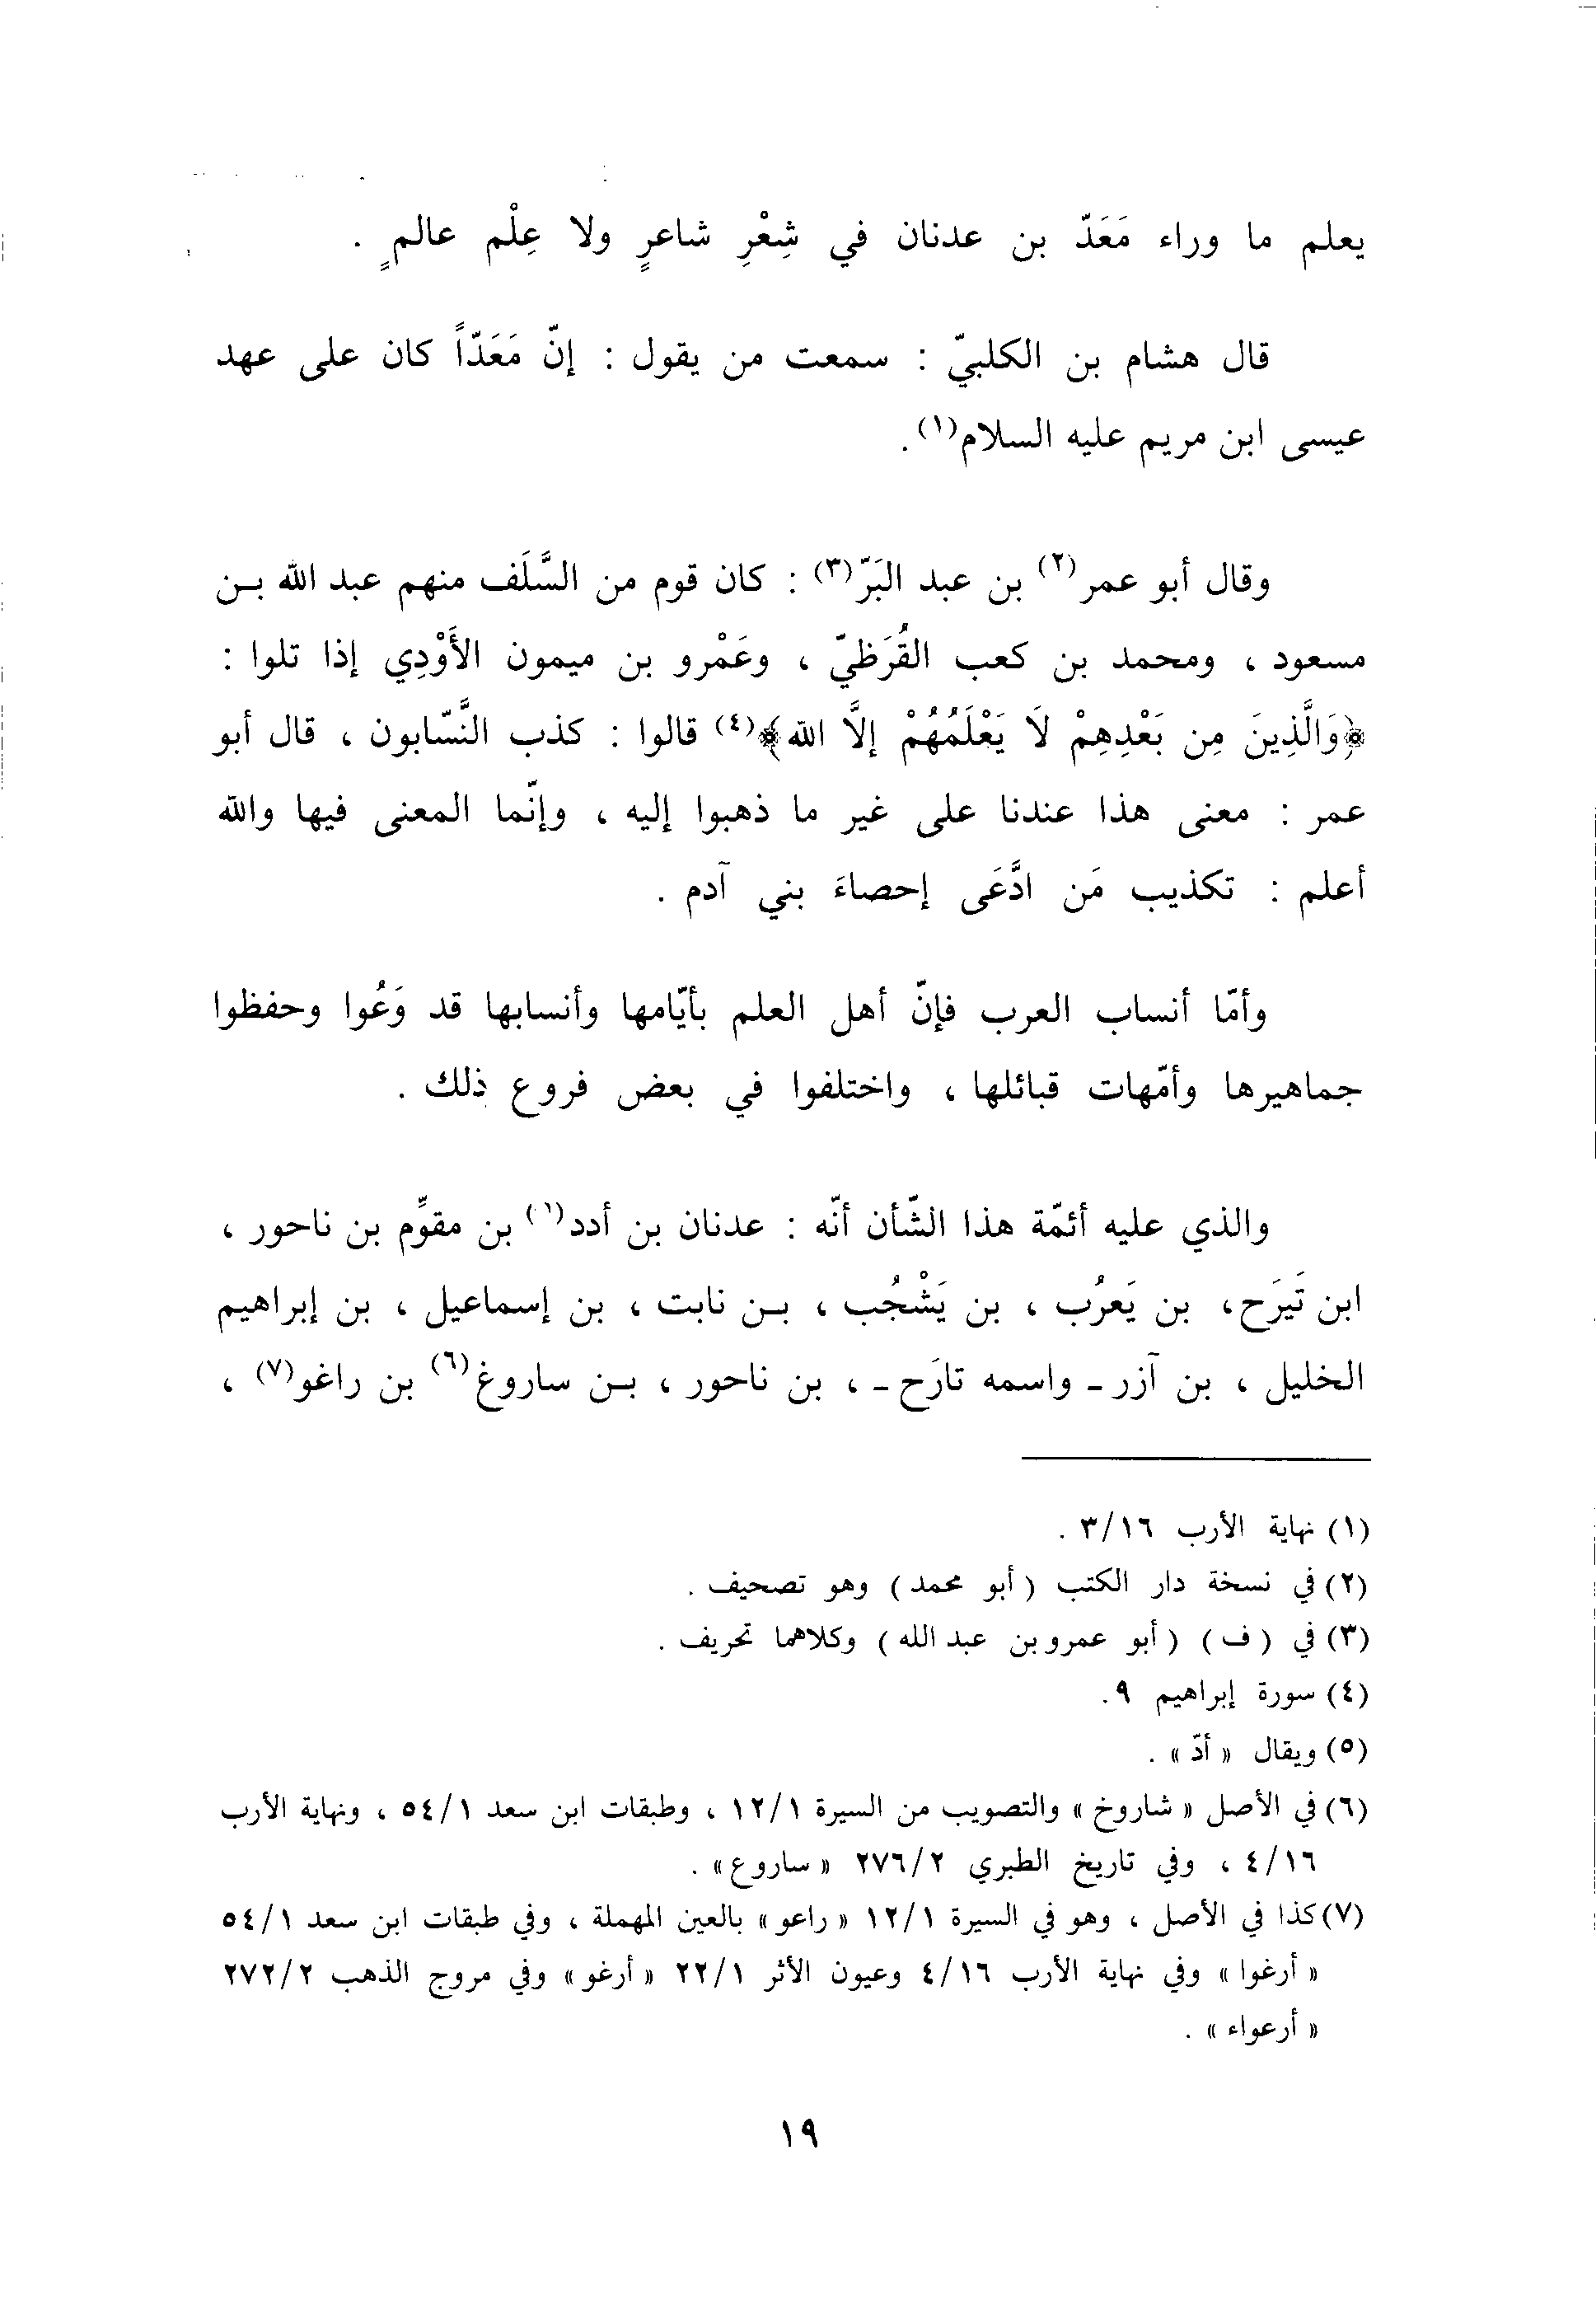 يعلم ما وراء مَعَدّ بن عدنان في شِعْرِ شاعرٍ ولا عِلْم عالمٍ .
قال هشام بن الكلبيّ : سمعت من يقول : إنّ مَعَدّاً كان على عهد
عيسى ابن مريم عليه السلام(١).
وقال أبو عمر(٢) بن عبد البَرّ(٣) : كان قوم من السَّلَف منهم عبد الله بـن
مسعود ، ومحمد بن كعب القُرَظيّ ، وعَمْرو بن ميمون الأَوْدِي إذا تلوا :
﴿وَالَّذِينَ مِن بَعْدِهِمْ لَا يَعْلَمُهُمْ إلاَّ الله﴾(٤) قالوا : كذب النَّسّابون ، قال أبو
عمر : معنى هذا عندنا على غير ما ذهبوا إليه ، وإنّما المعنى فيها والله
أعلم : تكذيب مَن ادَّعَى إحصاءَ بني آدم .
وأمّا أنساب العرب فإنّ أهل العلم بأيّامها وأنسابها قد وَعُوا وحفظوا
جماهيرها وأمّهات قبائلها ، واختلفوا في بعض فروع ذلك .
والذي عليه أئمّة هذا الشّأن أنّه : عدنان بن أدد بن مقوِّم بن ناحور ،
ابن تَيرَح، بن يَعرُب ، بن يَشْجُب ، بـن نابت ، بن إسماعيل ، بن إبراهيم
الخليل ، بن آزر ـ واسمه تارَح ـ ، بن ناحور ، بـن ساروغ(٦) بن راغو(٧) ،
(١) نهاية الأرب ٣/١٦ .
(٢) في نسخة دار الكتب ( أبو محمد ) وهو تصحيف .
(٣) في ( ف ) ( أبو عمرو بن عبد الله ) وكلاهما تحريف .
(٤) سورة إبراهيم ٩.
(٥) ويقال « أدّ » .
(٦) في الأصل « شاروخ » والتصويب من السيرة ١٢/١ ، وطبقات ابن سعد ٥٤/١ ، ونهاية الأرب
٤/١٦ ، وفي تاريخ الطبري ٢٧٦/٢ « ساروع» .
(٧) كذا في الأصل ، وهو في السيرة ١٢/١ « راعو» بالعين المهملة ، وفي طبقات ابن سعد ٥٤/١
« أرغوا » وفي نهاية الأرب ٤/١٦ وعيون الأثر ٢٢/١ « أرغو» وفي مروج الذهب ٢٧٢/٢
« أرعواء » .
١٩